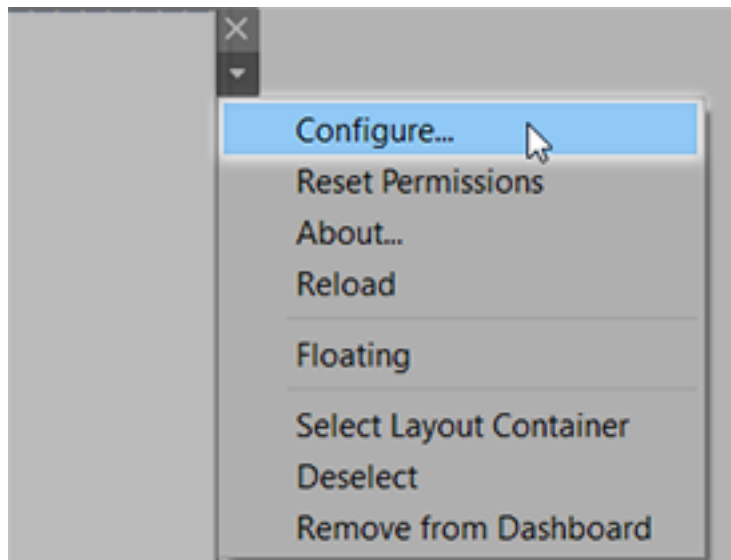 Configure...
Reset Permissions
About...
Reload
Floating
Select Layout Container
Deselect
Remove from Dashboard